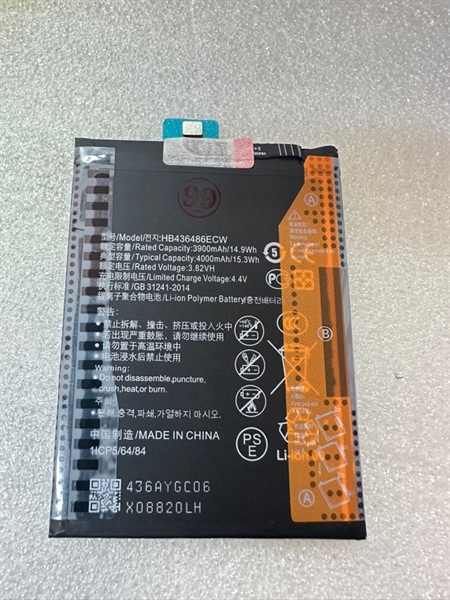 99
型号/전지:HB436486ECW
额定容量/Rated Capacity: 3900mAh/14.9Wh
典型容量/Typical Capacity: 4000mAh/15.3Wh
额定电压/Rated Voltage: 3.82VH
充电限制电压/Limited Charge Voltage: 4.4V
执行标准/GB 31241-2014
锂离子聚合物电池/Li-ion Polymer Battery/충전배터리
5
警告:
•禁止拆解、撞击、挤压或投入火中
•若出现严重鼓胀,请勿继续使用
•请勿置于高温环境中
•电池浸水后禁止使用
Warning:
•Do not disassemble,puncture,
crush,heat,or burn
주의:
•분해,충격,파쇄,가열하지 마시오.
中国制造/MADE IN CHINA
1ICP5/64/84
PS
E
Li-ion
436AYGC06
X08820LH
A
B
A